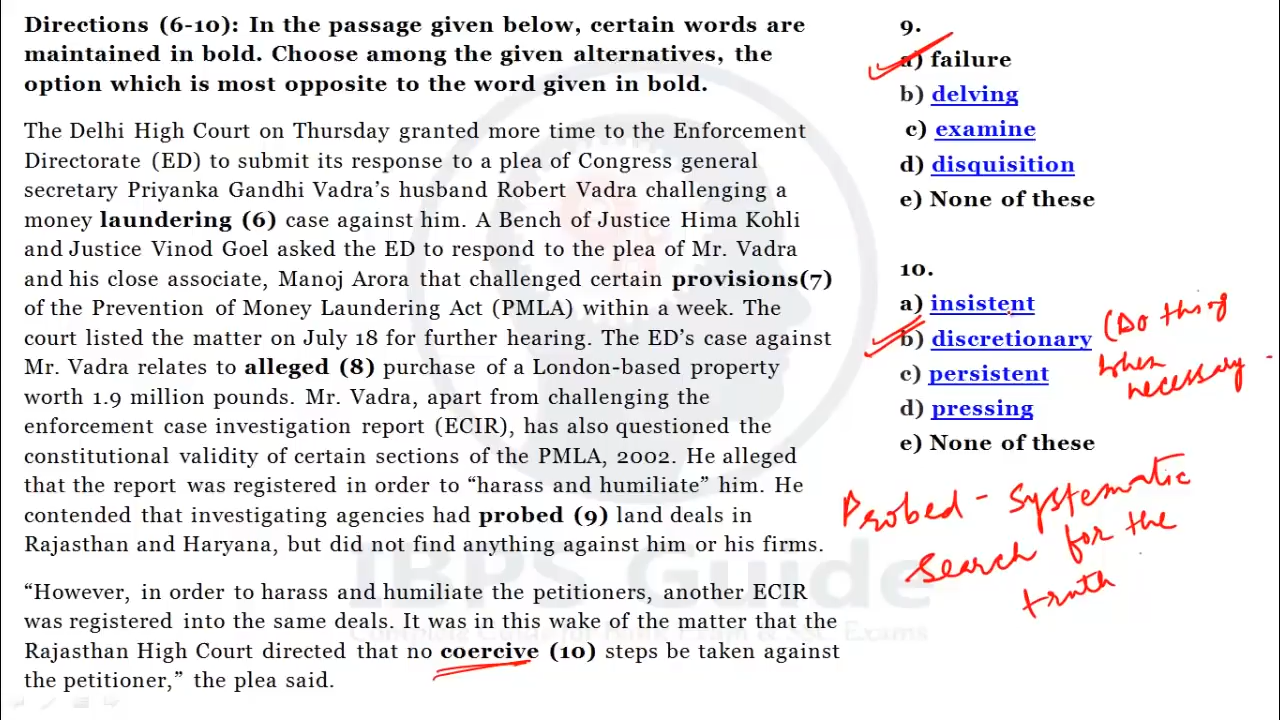 Directions (6-10): In the passage given below, certain words are
maintained in bold. Choose among the given alternatives, the
option which is most opposite to the word given in bold.
The Delhi High Court on Thursday granted more time to the Enforcement
Directorate (ED) to submit its response to a plea of Congress general
secretary Priyanka Gandhi Vadra’s husband Robert Vadra challenging a
money laundering (6) case against him. A Bench of Justice Hima Kohli
and Justice Vinod Goel asked the ED to respond to the plea of Mr. Vadra
and his close associate, Manoj Arora that challenged certain provisions(7)
of the Prevention of Money Laundering Act (PMLA) within a week. The
court listed the matter on July 18 for further hearing. The ED’s case against
Mr. Vadra relates to alleged (8) purchase of a London-based property
worth 1.9 million pounds. Mr. Vadra, apart from challenging the
enforcement case investigation report (ECIR), has also questioned the
constitutional validity of certain sections of the PMLA, 2002. He alleged
that the report was registered in order to “harass and humiliate” him. He
contended that investigating agencies had probed (9) land deals in
Rajasthan and Haryana, but did not find anything against him or his firms.
“However, in order to harass and humiliate the petitioners, another ECIR
was registered into the same deals. It was in this wake of the matter that the
Rajasthan High Court directed that no coercive (10) steps be taken against
the petitioner,” the plea said.
9.
a) failure
b) delving
c) examine
d) disquisition
e) None of these
10.
a) insistent
b) discretionary
c) persistent
d) pressing
e) None of these
(Do this if
when
necessary
Probed - Systematic
search for the
truth
IBPS Guide
Complete Guide for Bank Exam & SSC Exams